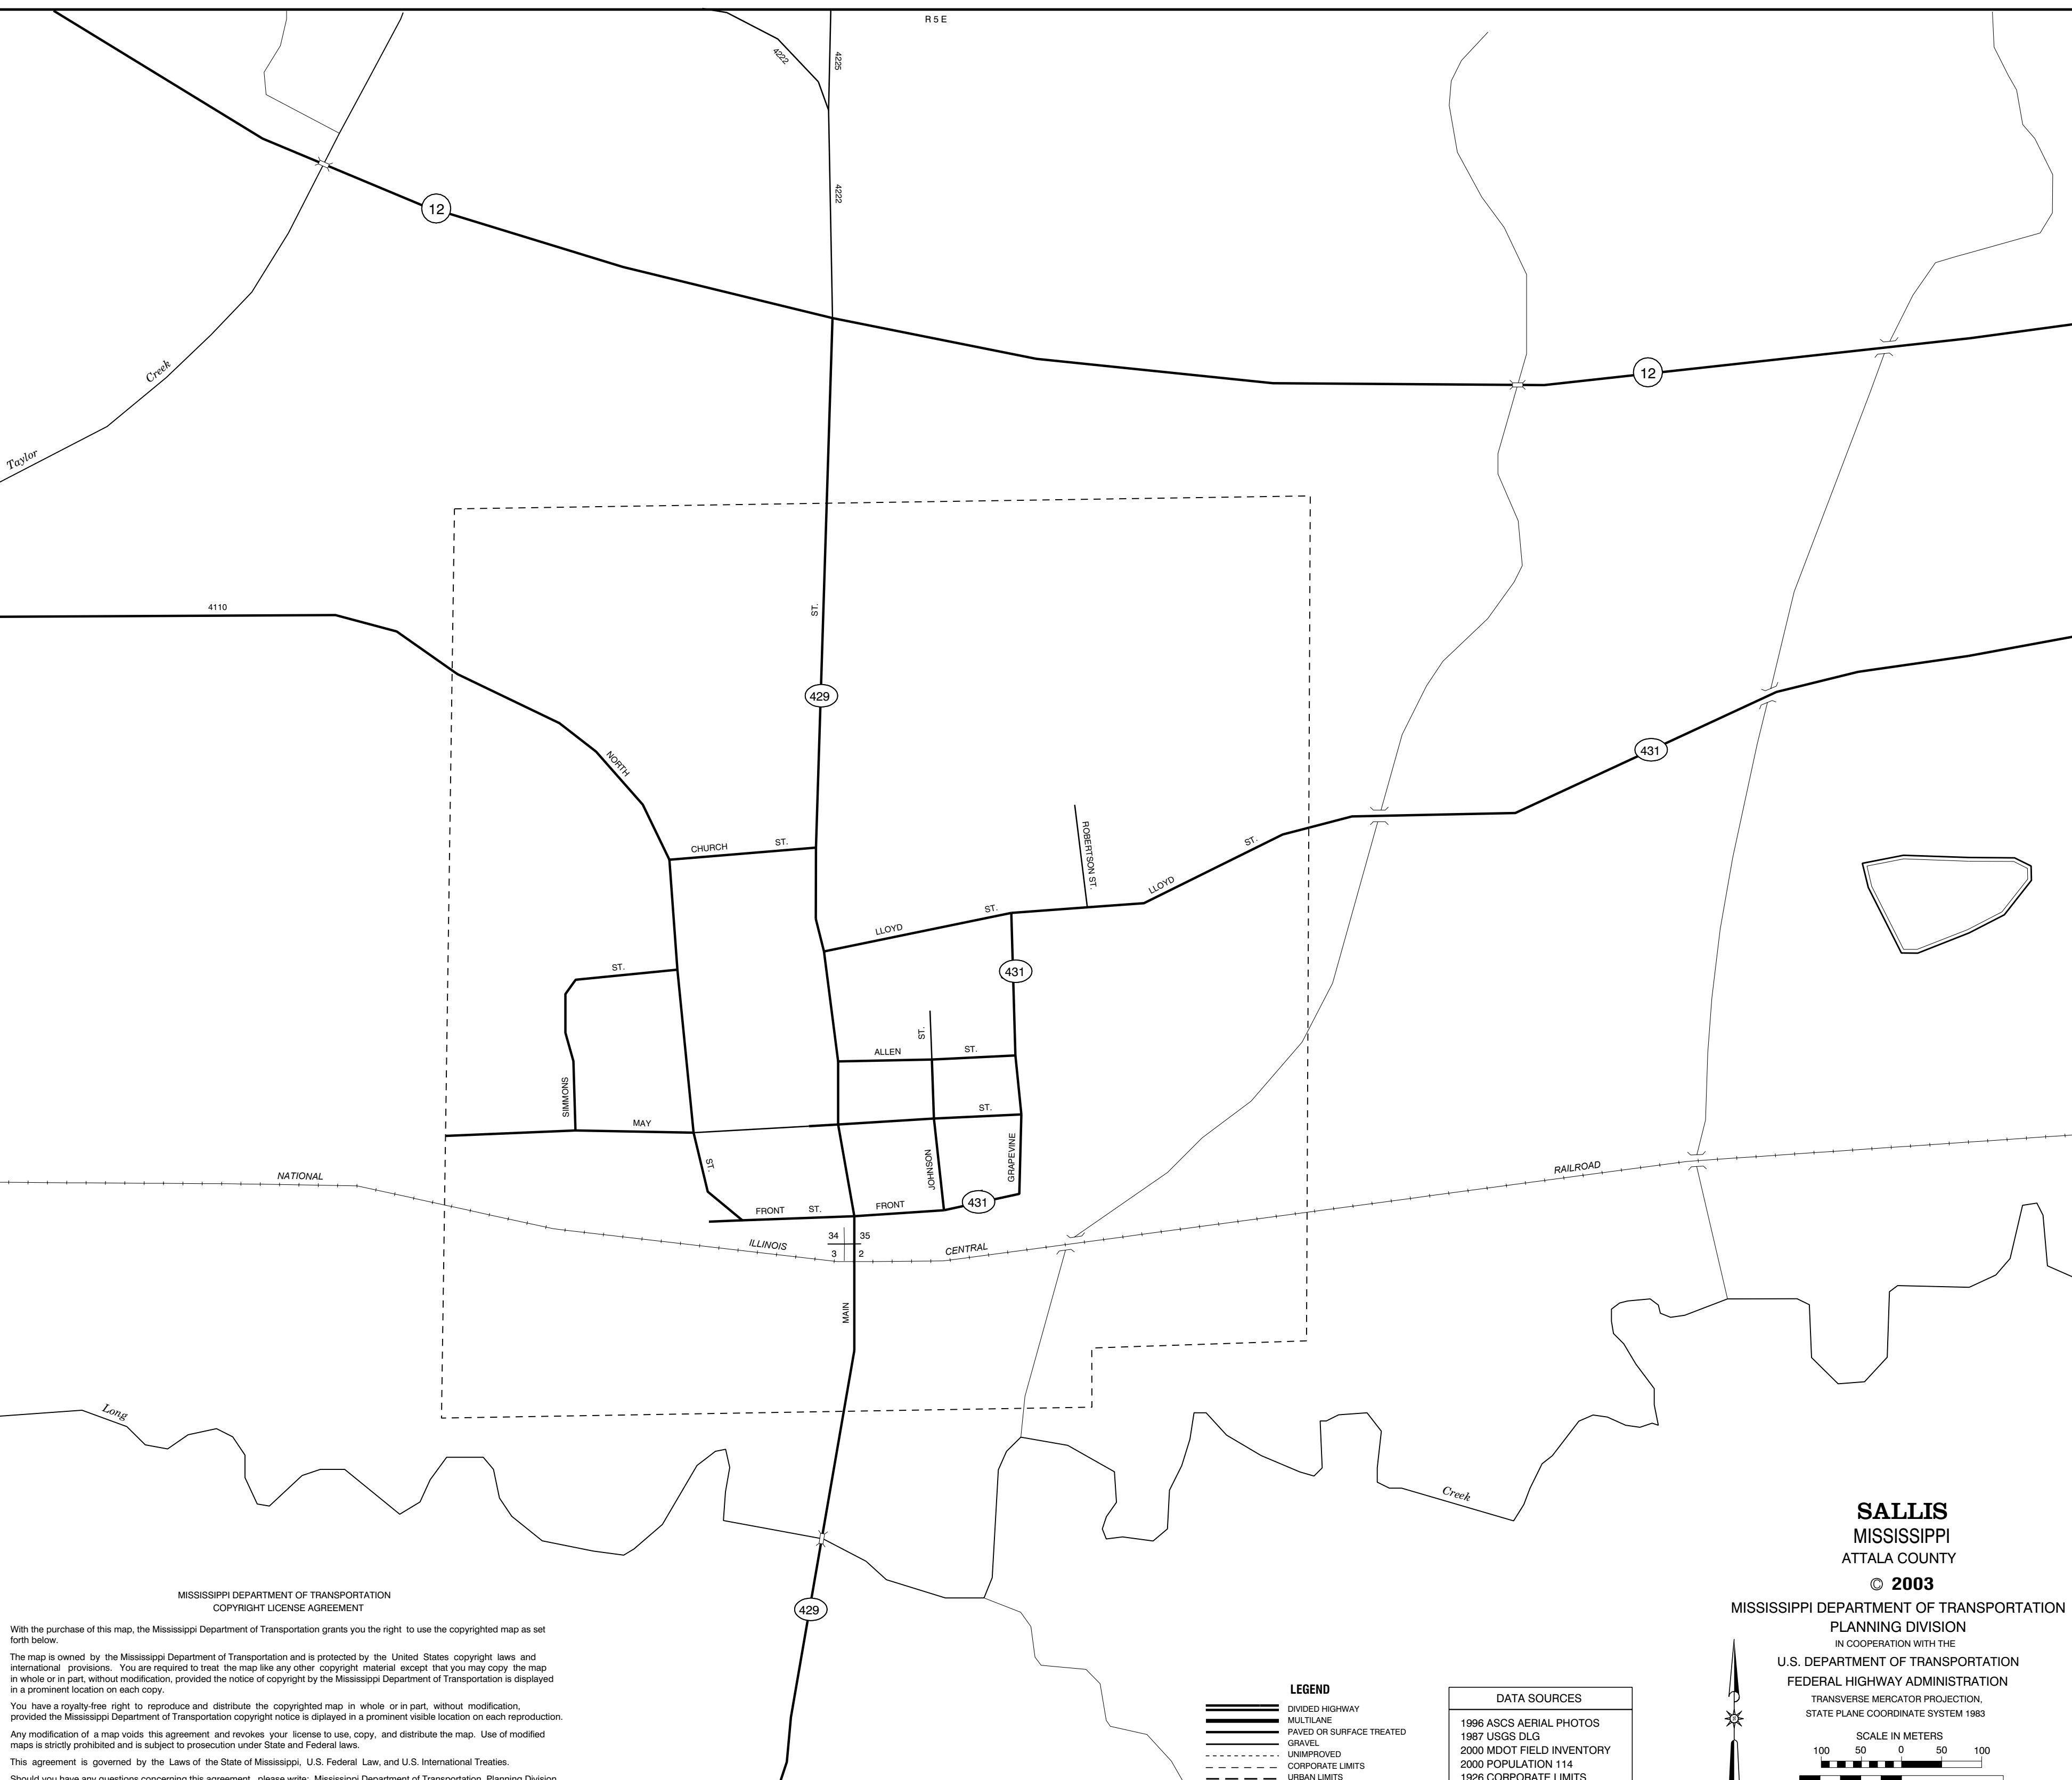 R 5 E
4222
4225
4222
12
12
Creek
Taylor
4110
ST.
429
NORTH
431
CHURCH ST.
ROBERTSON ST.
ST.
LLOYD
LLOYD ST.
431
ST.
ST.
ALLEN ST.
SIMMONS
MAY
ST.
ST.
JOHNSON
GRAPEVINE
NATIONAL
RAILROAD
FRONT ST. FRONT
431
34 35
3 2
ILLINOIS
CENTRAL
MAIN
Long
Creek
429
MISSISSIPPI DEPARTMENT OF TRANSPORTATION
COPYRIGHT LICENSE AGREEMENT
With the purchase of this map, the Mississippi Department of Transportation grants you the right to use the copyrighted map as set
forth below.
The map is owned by the Mississippi Department of Transportation and is protected by the United States copyright laws and
international provisions. You are required to treat the map like any other copyright material except that you may copy the map
in whole or in part, without modification, provided the notice of copyright by the Mississippi Department of Transportation is displayed
in a prominent location on each copy.
You have a royalty-free right to reproduce and distribute the copyrighted map in whole or in part, without modification,
provided the Mississippi Department of Transportation copyright notice is diplayed in a prominent visible location on each reproduction.
Any modification of a map voids this agreement and revokes your license to use, copy, and distribute the map. Use of modified
maps is strictly prohibited and is subject to prosecution under State and Federal laws.
This agreement is governed by the Laws of the State of Mississippi, U.S. Federal Law, and U.S. International Treaties.
Should you have any questions concerning this agreement, please write: Mississippi Department of Transportation, Planning Division
LEGEND
DIVIDED HIGHWAY
MULTILANE
PAVED OR SURFACE TREATED
GRAVEL
UNIMPROVED
CORPORATE LIMITS
URBAN LIMITS
DATA SOURCES
1996 ASCS AERIAL PHOTOS
1987 USGS DLG
2000 MDOT FIELD INVENTORY
2000 POPULATION 114
1926 CORPORATE LIMITS
SALLIS
MISSISSIPPI
ATTALA COUNTY
© 2003
MISSISSIPPI DEPARTMENT OF TRANSPORTATION
PLANNING DIVISION
IN COOPERATION WITH THE
U.S. DEPARTMENT OF TRANSPORTATION
FEDERAL HIGHWAY ADMINISTRATION
TRANSVERSE MERCATOR PROJECTION,
STATE PLANE COORDINATE SYSTEM 1983
SCALE IN METERS
100 50 0 50 100